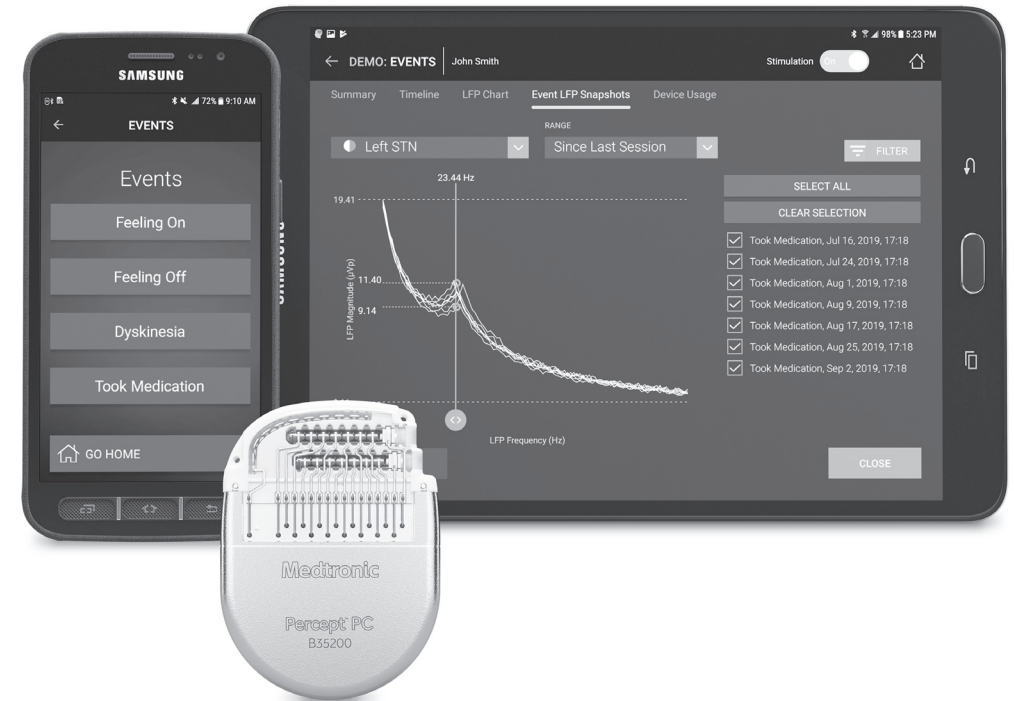 SAMSUNG
72% 9:10 AM
EVENTS
Events
Feeling On
Feeling Off
Dyskinesia
Took Medication
GO HOME
SAMSUNG
98% 5:23 PM
DEMO: EVENTS John Smith
Stimulation On
Summary Timeline LFP Chart Event LFP Snapshots Device Usage
RANGE
Left STN Since Last Session
FILTER
23.44 Hz
19.41
11.40
9.14
LFP Magnitude (µVp)
LFP Frequency (Hz)
SELECT ALL
CLEAR SELECTION
Took Medication, Jul 16, 2019, 17:18
Took Medication, Jul 24, 2019, 17:18
Took Medication, Aug 1, 2019, 17:18
Took Medication, Aug 9, 2019, 17:18
Took Medication, Aug 17, 2019, 17:18
Took Medication, Aug 25, 2019, 17:18
Took Medication, Sep 2, 2019, 17:18
CLOSE
Medtronic
Percept™ PC
B35200